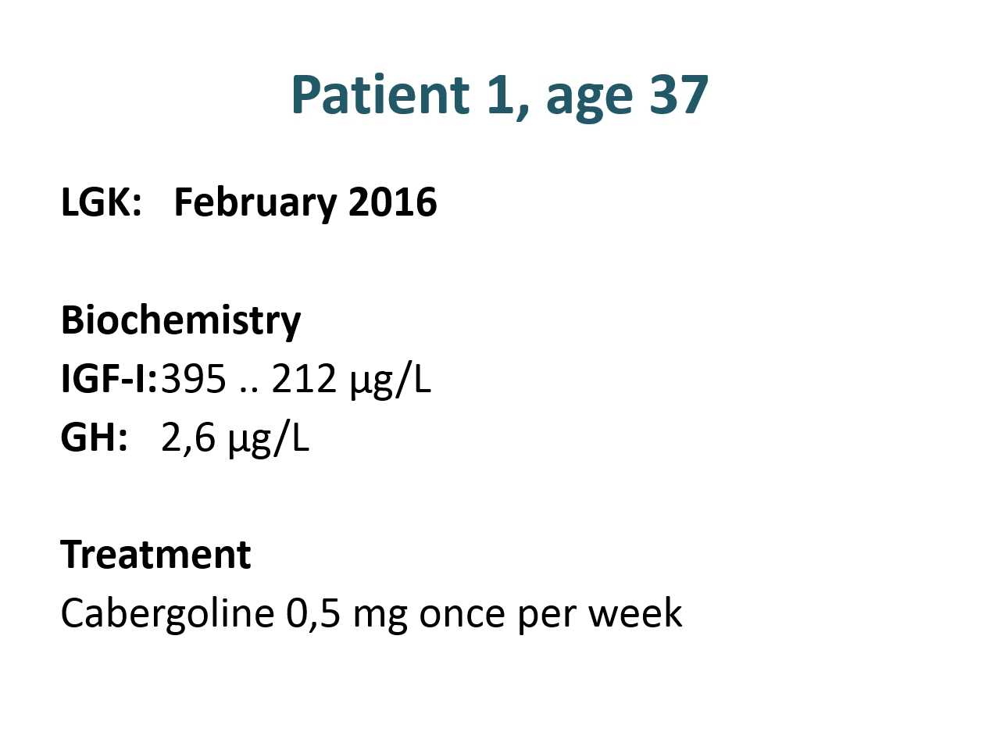 Patient 1, age 37
LGK: February 2016
Biochemistry
IGF-I: 395 .. 212 µg/L
GH: 2,6 µg/L
Treatment
Cabergoline 0,5 mg once per week